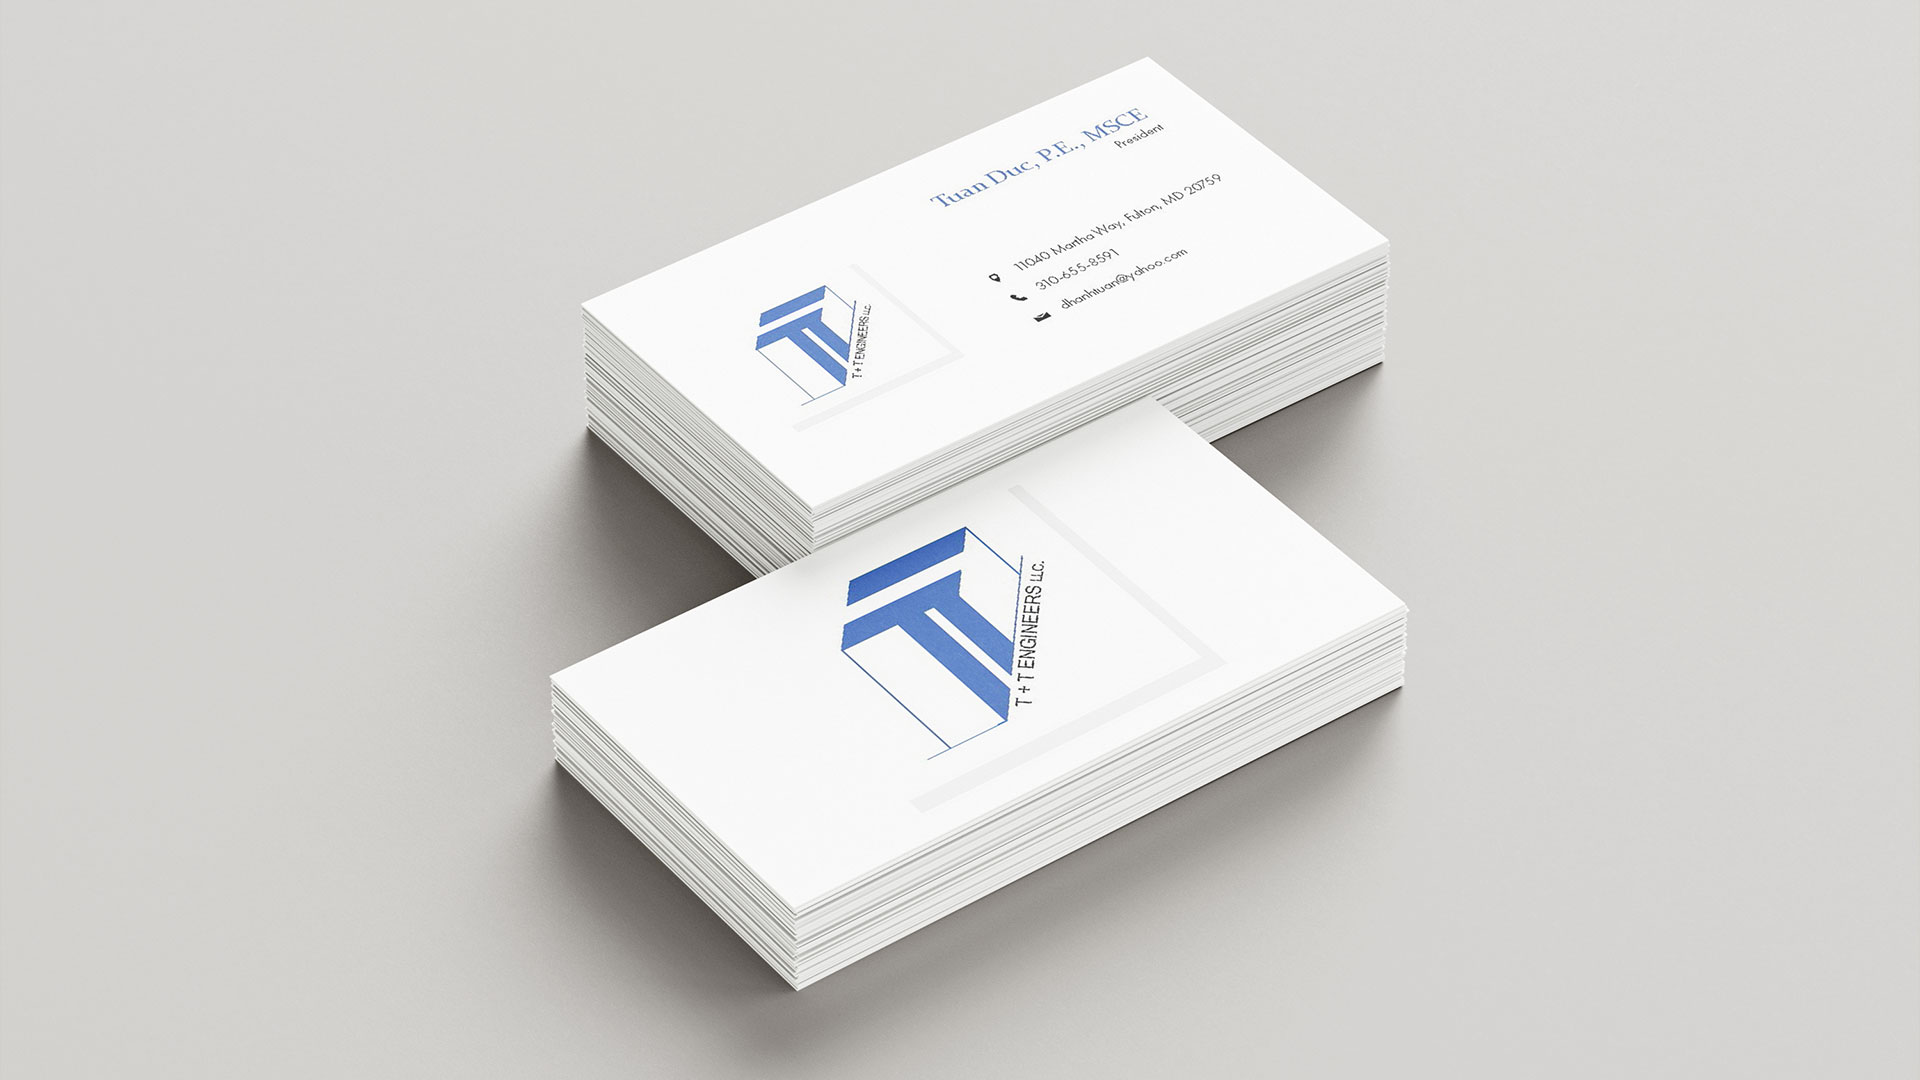 Tuan Duc, P.E., MSCE
President
11040 Martha Way, Fulton, MD 20759
310-655-8591
dhanhtuan@yahoo.com
T + T ENGINEERS LLC.
T + T ENGINEERS LLC.